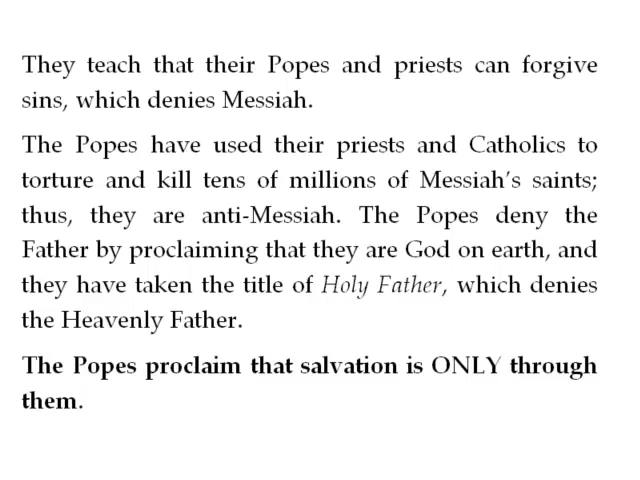 They teach that their Popes and priests can forgive
sins, which denies Messiah.
The Popes have used their priests and Catholics to
torture and kill tens of millions of Messiah's saints;
thus, they are anti-Messiah. The Popes deny the
Father by proclaiming that they are God on earth, and
they have taken the title of Holy Father, which denies
the Heavenly Father.
The Popes proclaim that salvation is ONLY through
them.